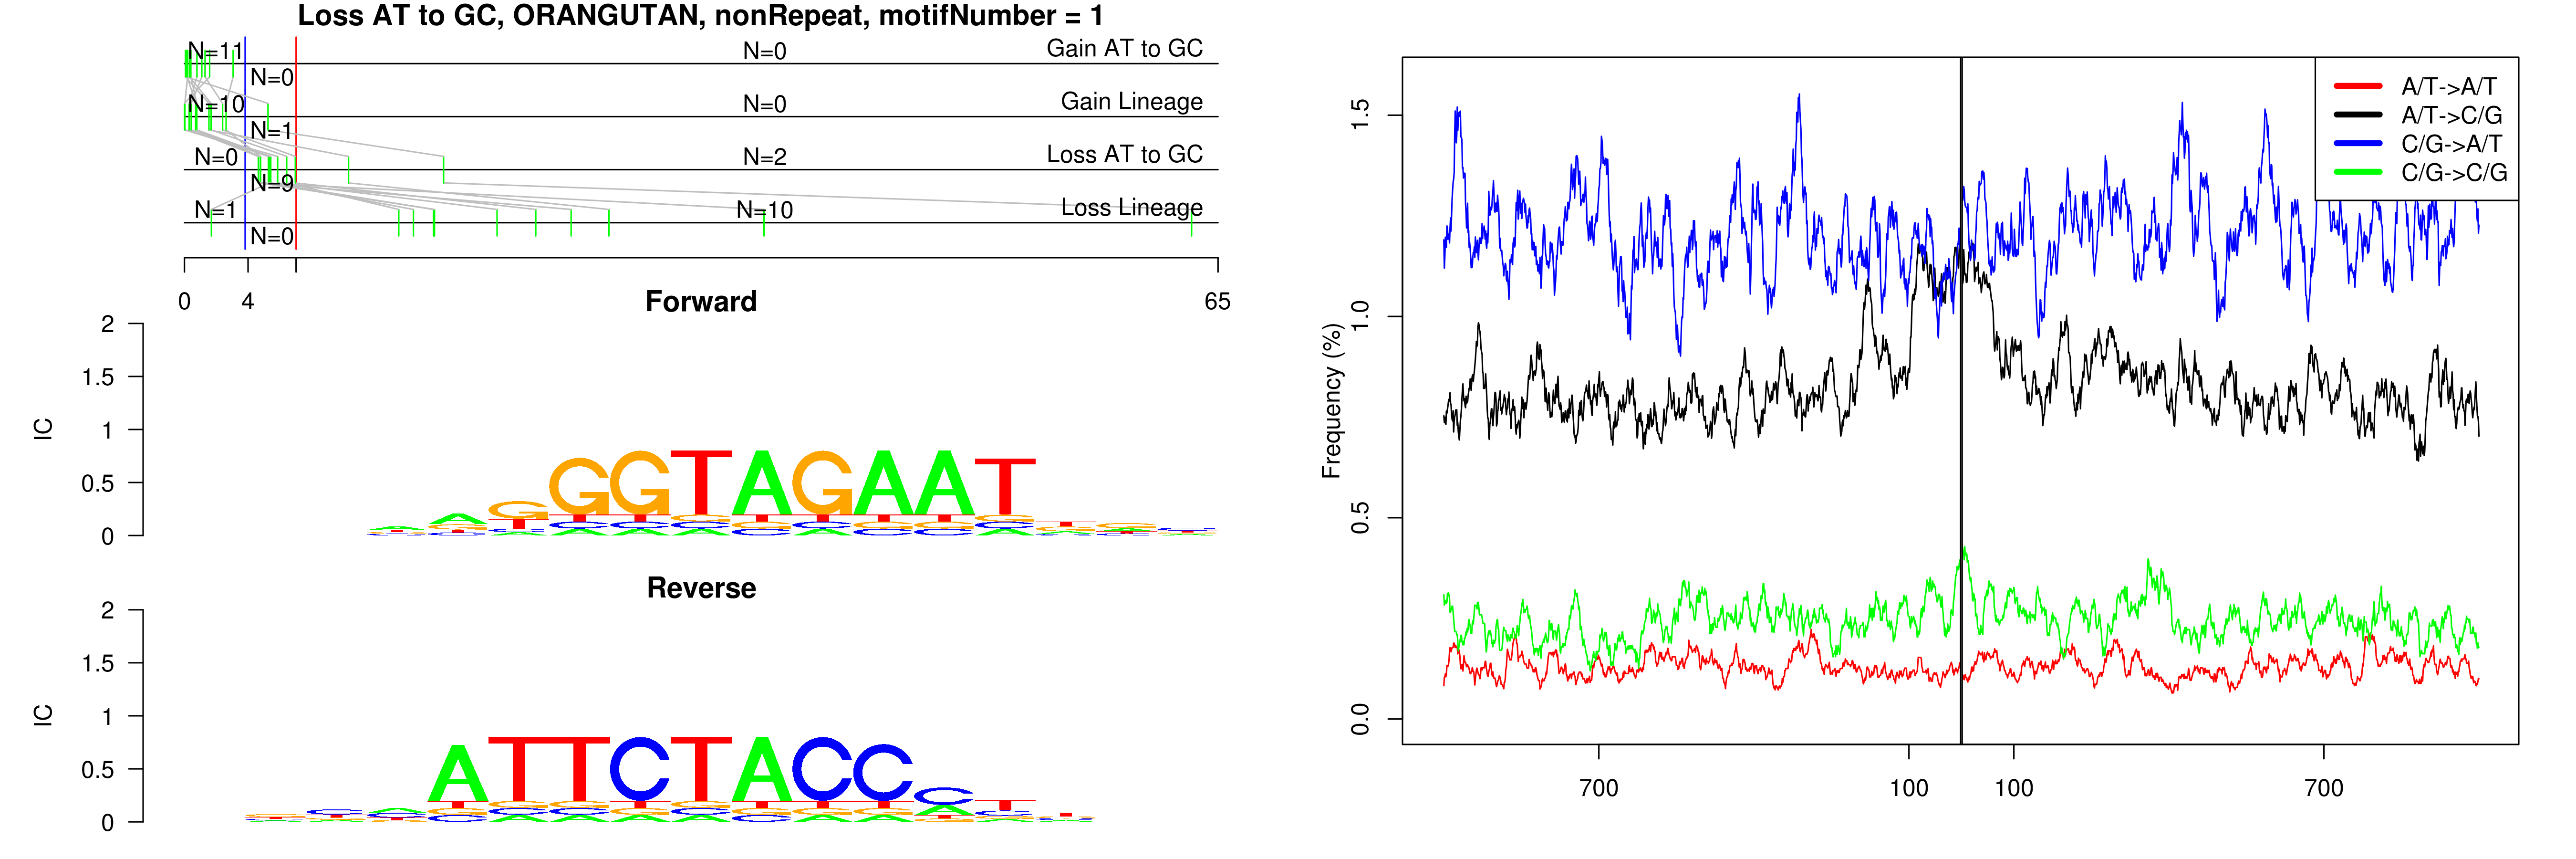 Loss AT to GC, ORANGUTAN, nonRepeat, motifNumber = 1
N=11 N=0 Gain AT to GC
N=0
N=10 N=0 Gain Lineage
N=1
N=0 N=2 Loss AT to GC
N=9
N=1 N=10 Loss Lineage
N=0
0 4 65
Forward
2
1.5
1
0.5
0
IC
GGTAGAAT
Reverse
2
1.5
1
0.5
0
IC
ATTCTACC
A/T->A/T
A/T->C/G
C/G->A/T
C/G->C/G
1.5
1.0
0.5
0.0
Frequency (%)
700 100 100 700